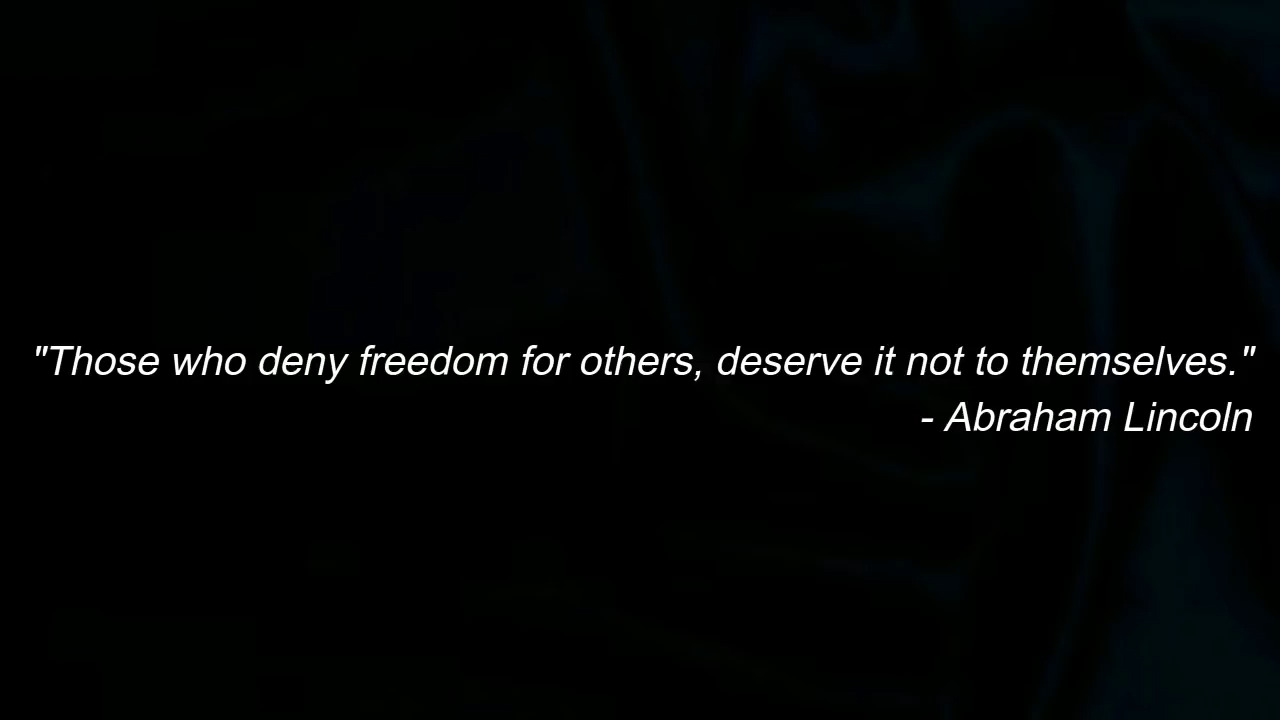 "Those who deny freedom for others, deserve it not to themselves."
- Abraham Lincoln